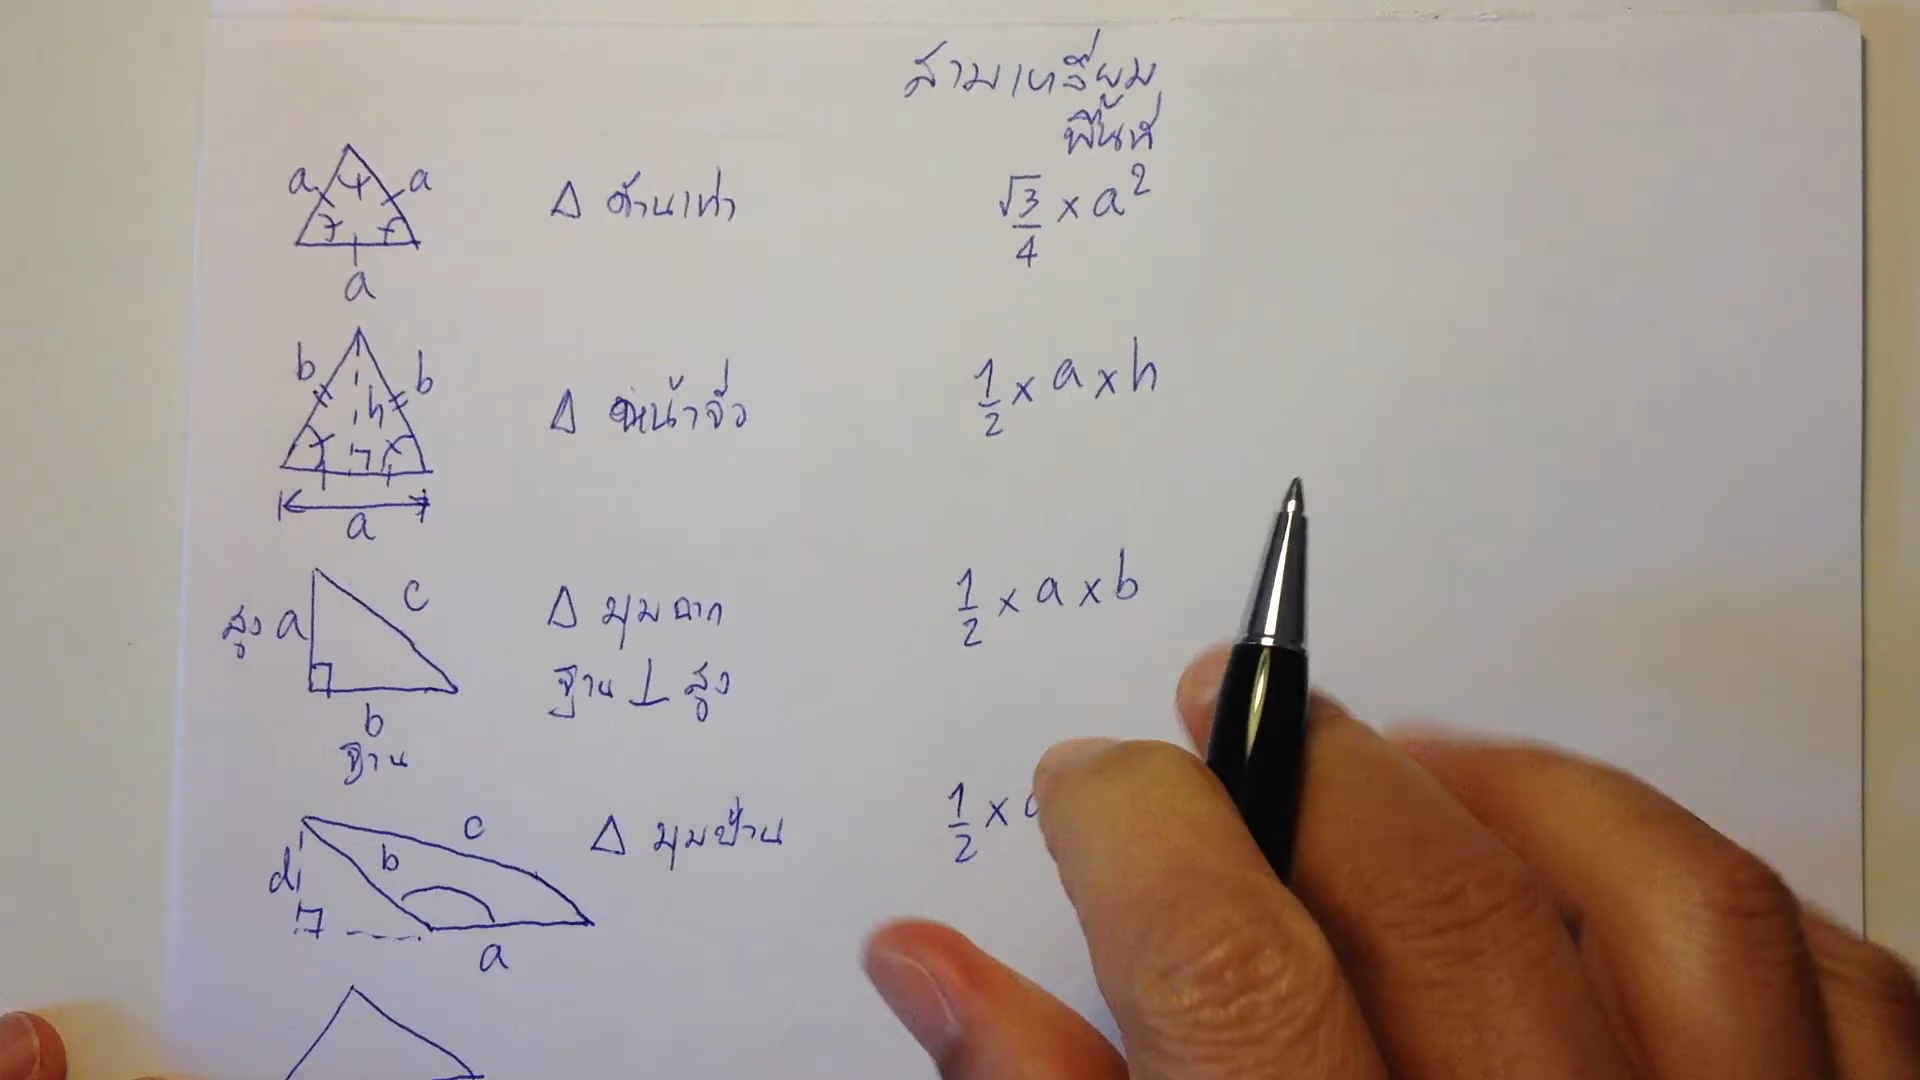 สามเหลี่ยม
พื้นที่
a a
a
Δ ด้านเท่า
√3/4 × a²
b b
h
a
Δ หน้าจั่ว
1/2 × a × h
สูง a
c
b
ฐาน
Δ มุมฉาก
ฐาน ⊥ สูง
1/2 × a × b
c
b
d
a
Δ มุมป้าน
1/2 ×